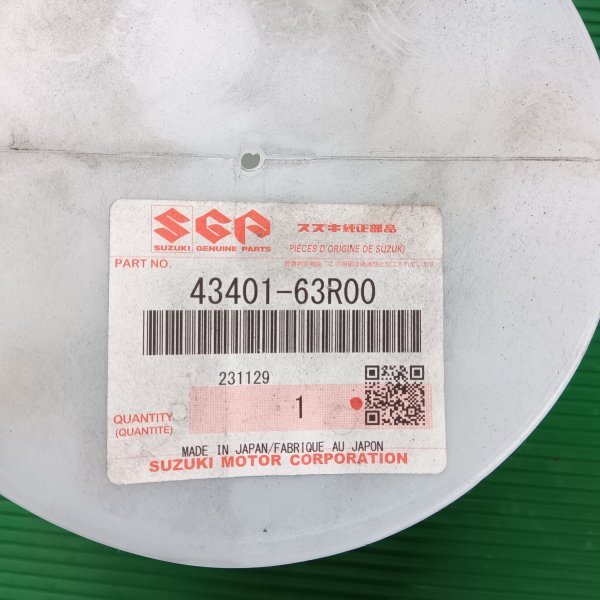 SGP
スズキ純正部品
SUZUKI GENUINE PARTS
PIÈCES D'ORIGINE DE SUZUKI
PART NO.
43401-63R00
231129
1
QUANTITY
(QUANTITÉ)
MADE IN JAPAN/FABRIQUE AU JAPON
SUZUKI MOTOR CORPORATION